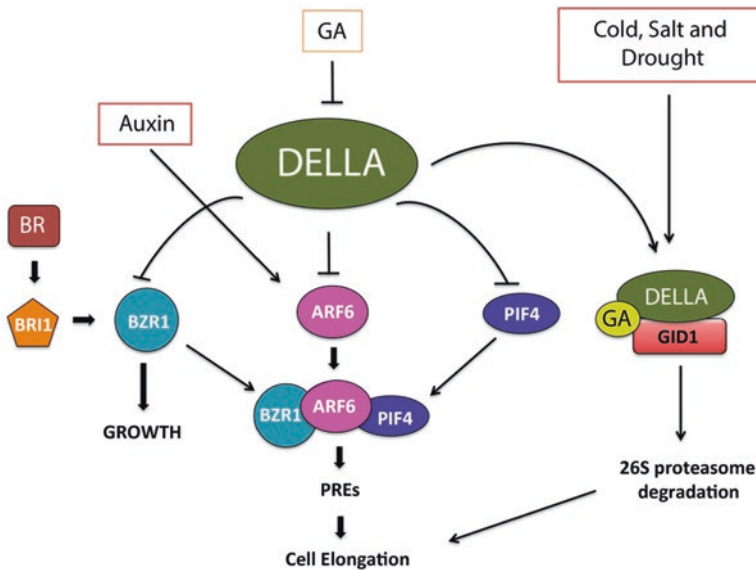 GA
Cold, Salt and
Drought
Auxin
DELLA
BR
BRI1
BZR1
ARF6
PIF4
DELLA
GA
GID1
BZR1
ARF6
PIF4
GROWTH
PREs
26S proteasome
degradation
Cell Elongation